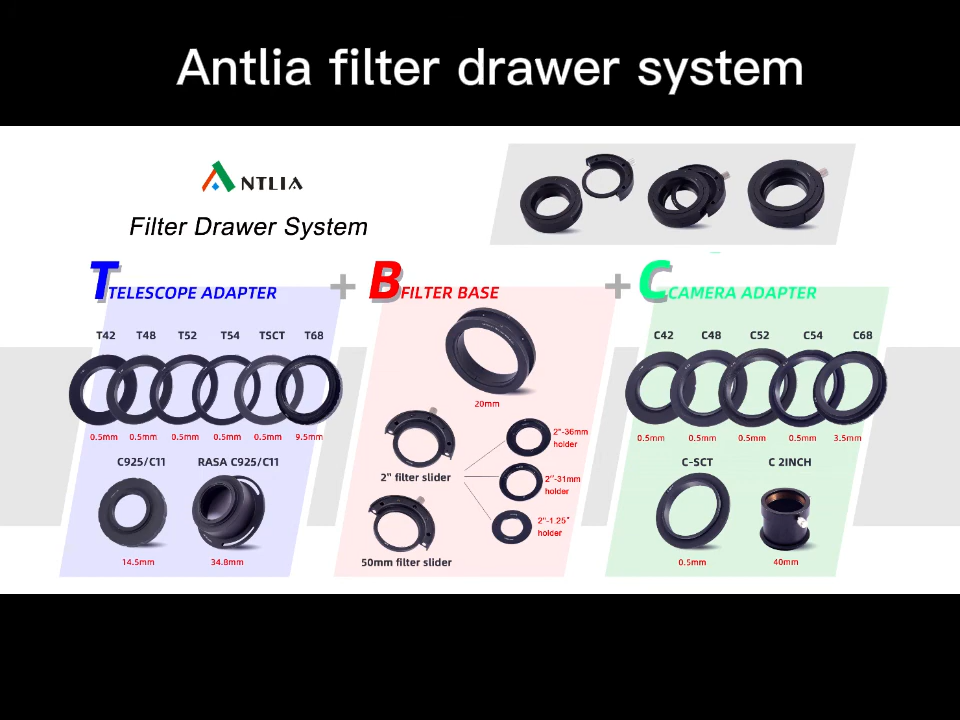 Antlia filter drawer system
ANTLIA
Filter Drawer System
TELESCOPE ADAPTER + BFILTER BASE + CCAMERA ADAPTER
T42 T48 T52 T54 TSCT T68
0.5mm 0.5mm 0.5mm 0.5mm 0.5mm 9.5mm
C925/C11 RASA C925/C11
14.5mm 34.8mm
20mm
2"-36mm
holder
2" filter slider
2"-31mm
holder
2"-1.25"
holder
50mm filter slider
C42 C48 C52 C54 C68
0.5mm 0.5mm 0.5mm 0.5mm 3.5mm
C-SCT C 2INCH
0.5mm 40mm